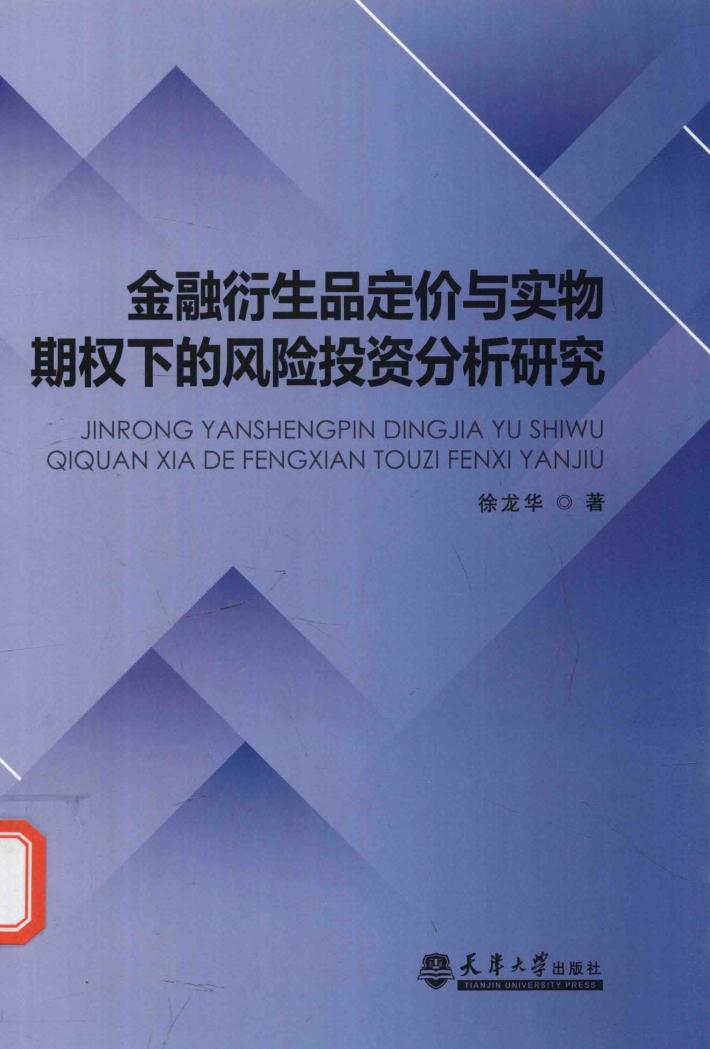 金融衍生品定价与实物
期权下的风险投资分析研究
JINRONG YANSHENGPIN DINGJIA YU SHIWU
QIQUAN XIA DE FENGXIAN TOUZI FENXI YANJIU
徐龙华 ◎ 著
天津大学出版社
TIANJIN UNIVERSITY PRESS